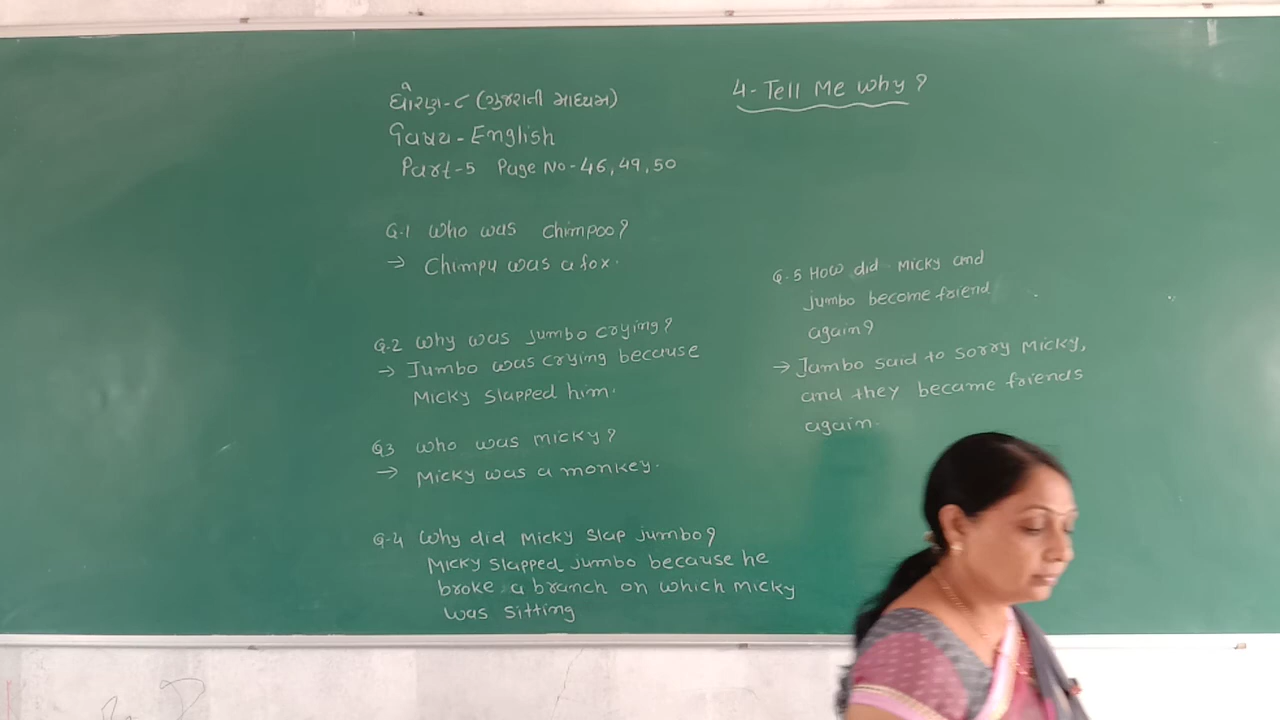 ધોરણ-૮ (ગુજરાતી માધ્યમ)
વિષય - English
Part-5 Page No-46,49,50
4- Tell Me Why?
Q.1 Who was Chimpoo?
→ Chimpu was a fox.
Q.2 Why was Jumbo crying?
→ Jumbo was crying because
Micky slapped him.
Q3 Who was Micky?
→ Micky was a monkey.
Q-4 Why did Micky slap Jumbo?
Micky slapped Jumbo because he
broke a branch on which Micky
was sitting
Q.5 How did Micky and
Jumbo become friend
again?
→ Jambo said to sorry Micky,
and they became friends
again.